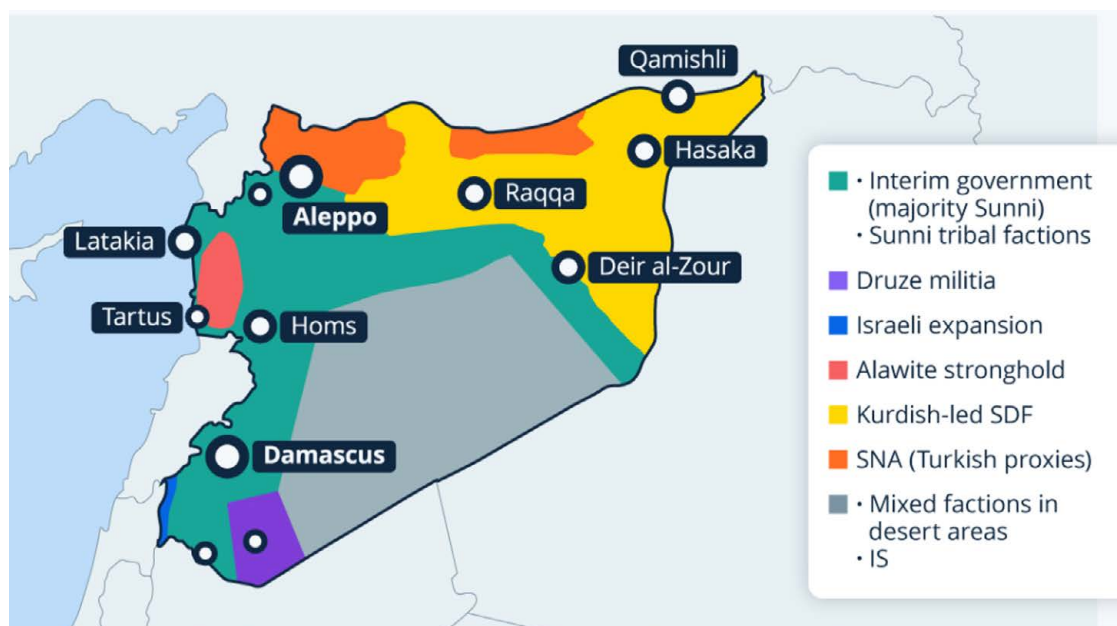 Qamishli
Hasaka
Raqqa
Aleppo
Latakia
Deir al-Zour
Tartus
Homs
Damascus
· Interim government
(majority Sunni)
· Sunni tribal factions
Druze militia
Israeli expansion
Alawite stronghold
Kurdish-led SDF
SNA (Turkish proxies)
· Mixed factions in
desert areas
· IS